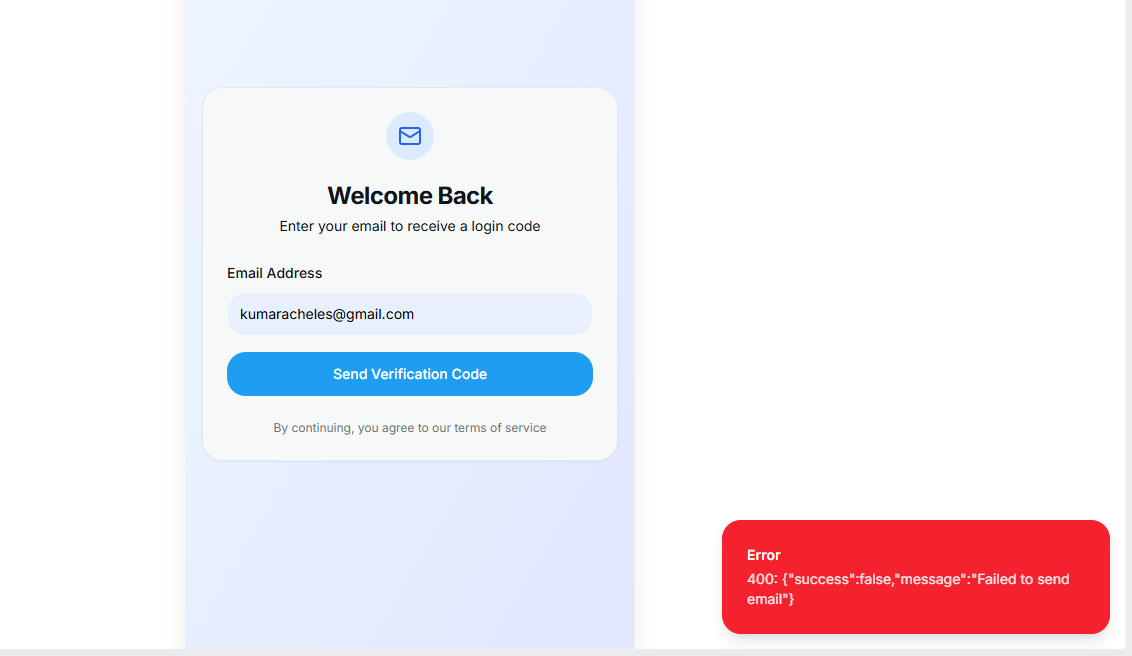 Welcome Back
Enter your email to receive a login code
Email Address
kumaracheles@gmail.com
Send Verification Code
By continuing, you agree to our terms of service
Error
400: {"success":false,"message":"Failed to send
email"}